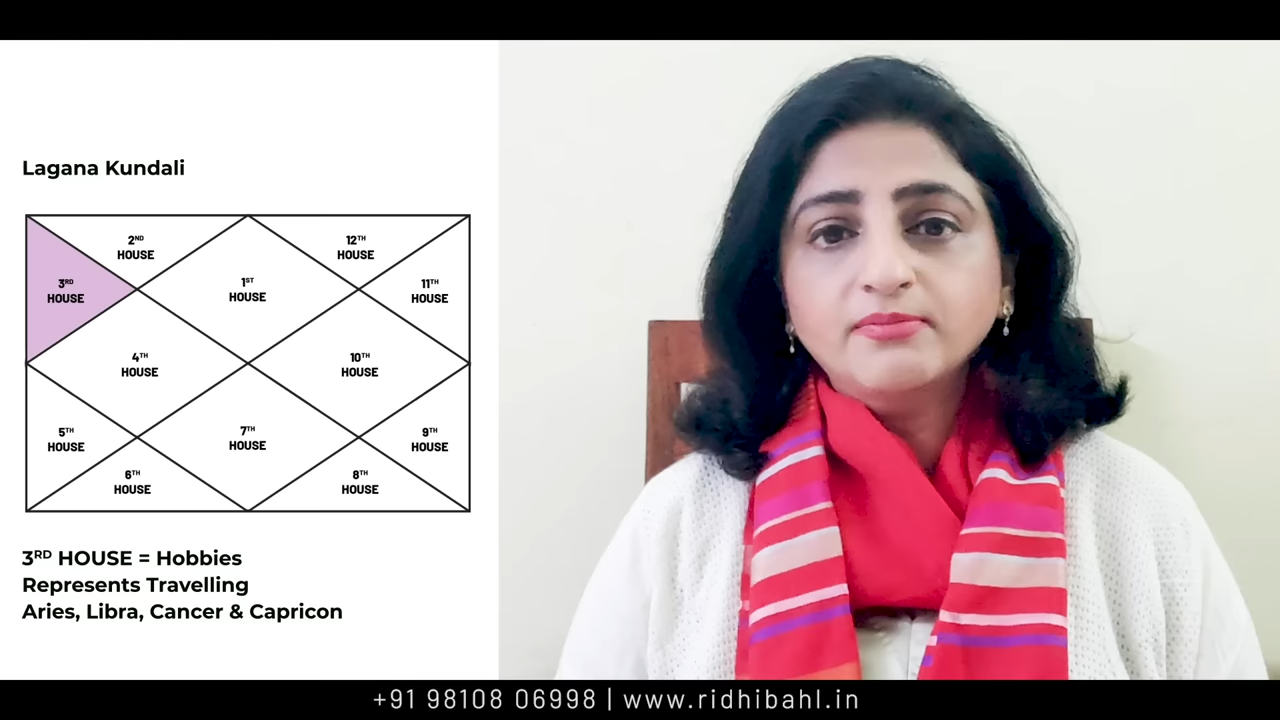 Lagana Kundali
2ND
HOUSE
12TH
HOUSE
3RD
HOUSE
1ST
HOUSE
11TH
HOUSE
4TH
HOUSE
10TH
HOUSE
5TH
HOUSE
7TH
HOUSE
9TH
HOUSE
6TH
HOUSE
8TH
HOUSE
3RD HOUSE = Hobbies
Represents Travelling
Aries, Libra, Cancer & Capricon
+91 98108 06998 | www.ridhibahl.in